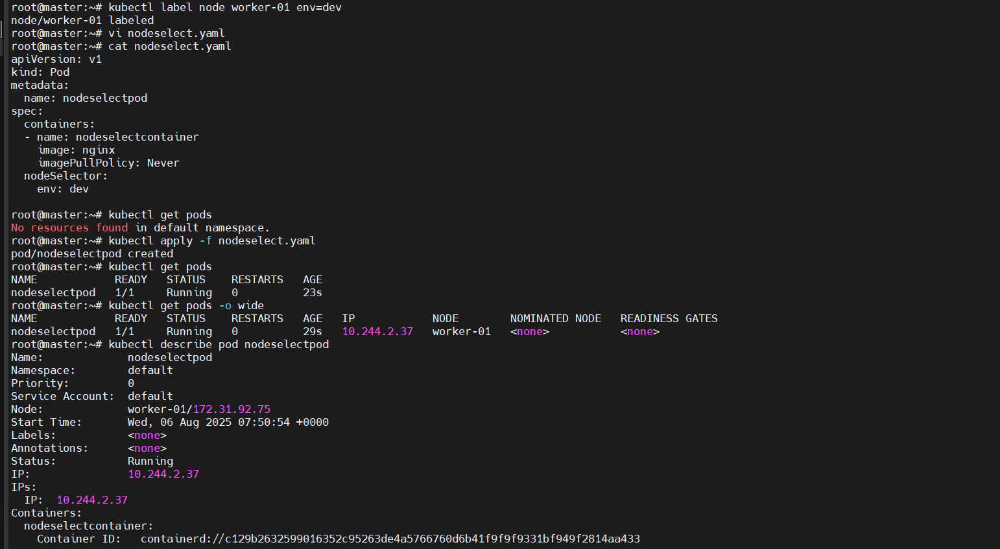 root@master:~# kubectl label node worker-01 env=dev
node/worker-01 labeled
root@master:~# vi nodeselect.yaml
root@master:~# cat nodeselect.yaml
apiVersion: v1
kind: Pod
metadata:
  name: nodeselectpod
spec:
  containers:
  - name: nodeselectcontainer
    image: nginx
    imagePullPolicy: Never
  nodeSelector:
    env: dev

root@master:~# kubectl get pods
No resources found in default namespace.
root@master:~# kubectl apply -f nodeselect.yaml
pod/nodeselectpod created
root@master:~# kubectl get pods
NAME            READY   STATUS    RESTARTS   AGE
nodeselectpod   1/1     Running   0          23s
root@master:~# kubectl get pods -o wide
NAME            READY   STATUS    RESTARTS   AGE   IP            NODE        NOMINATED NODE   READINESS GATES
nodeselectpod   1/1     Running   0          29s   10.244.2.37   worker-01   <none>           <none>
root@master:~# kubectl describe pod nodeselectpod
Name:             nodeselectpod
Namespace:        default
Priority:         0
Service Account:  default
Node:             worker-01/172.31.92.75
Start Time:       Wed, 06 Aug 2025 07:50:54 +0000
Labels:           <none>
Annotations:      <none>
Status:           Running
IP:               10.244.2.37
IPs:
  IP:  10.244.2.37
Containers:
  nodeselectcontainer:
    Container ID:   containerd://c129b2632599016352c95263de4a5766760d6b41f9f9f9331bf949f2814aa433